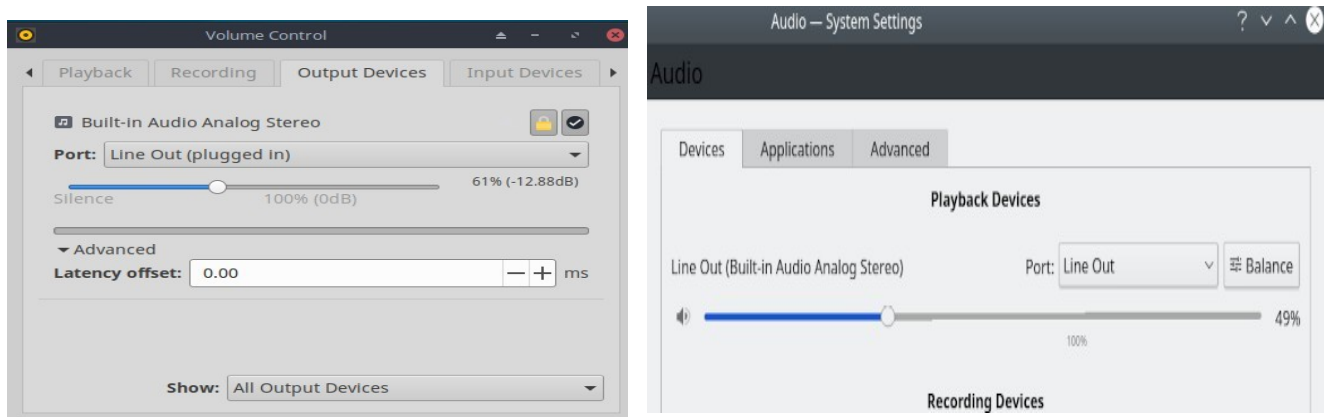 Volume Control
Playback Recording Output Devices Input Devices
Built-in Audio Analog Stereo
Port: Line Out (plugged in)
61% (-12.88dB)
Silence 100% (0dB)
Advanced
Latency offset: 0.00 ms
Show: All Output Devices
Audio — System Settings
Audio
Devices Applications Advanced
Playback Devices
Line Out (Built-in Audio Analog Stereo) Port: Line Out Balance
49%
100%
Recording Devices